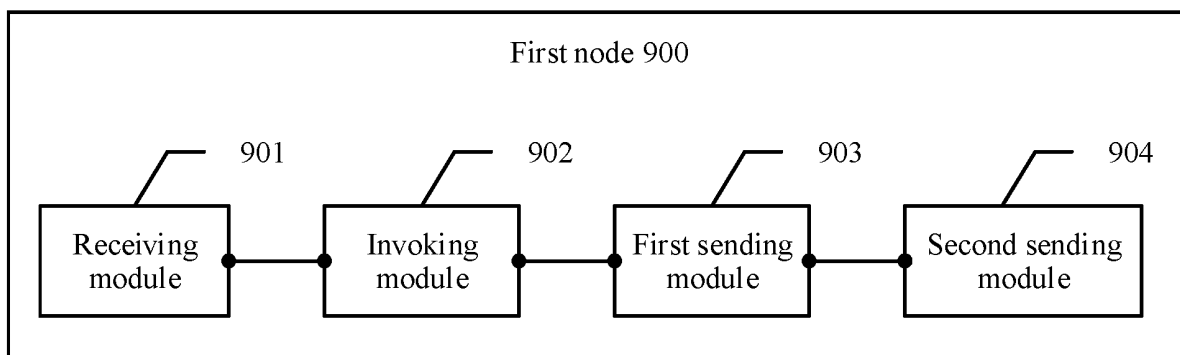 First node 900
901
902
903
904
Receiving
module
Invoking
module
First sending
module
Second sending
module